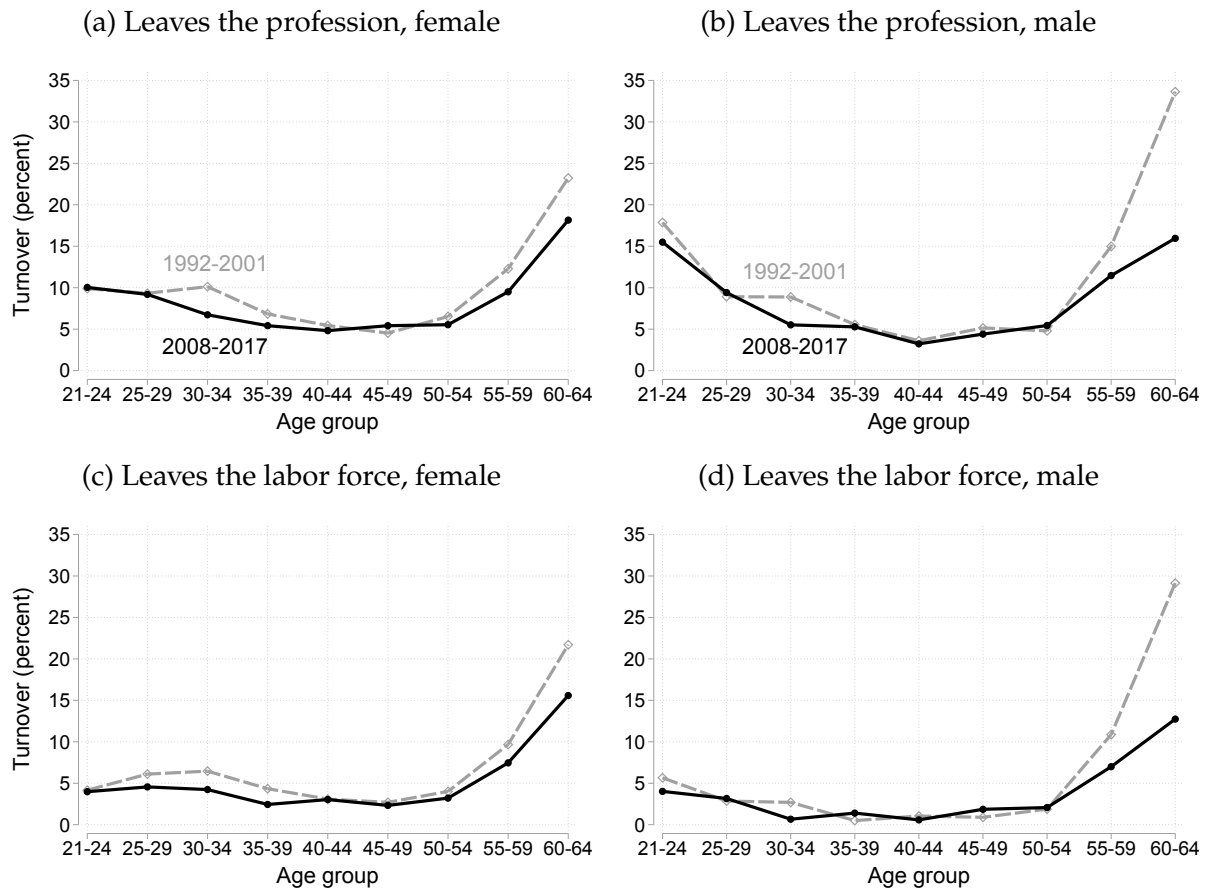 (a) Leaves the profession, female
(b) Leaves the profession, male
Turnover (percent)
35
30
25
20
15
10
5
0
1992-2001
2008-2017
21-24 25-29 30-34 35-39 40-44 45-49 50-54 55-59 60-64
Age group
35
30
25
20
15
10
5
0
1992-2001
2008-2017
21-24 25-29 30-34 35-39 40-44 45-49 50-54 55-59 60-64
Age group
(c) Leaves the labor force, female
(d) Leaves the labor force, male
Turnover (percent)
35
30
25
20
15
10
5
0
21-24 25-29 30-34 35-39 40-44 45-49 50-54 55-59 60-64
Age group
35
30
25
20
15
10
5
0
21-24 25-29 30-34 35-39 40-44 45-49 50-54 55-59 60-64
Age group